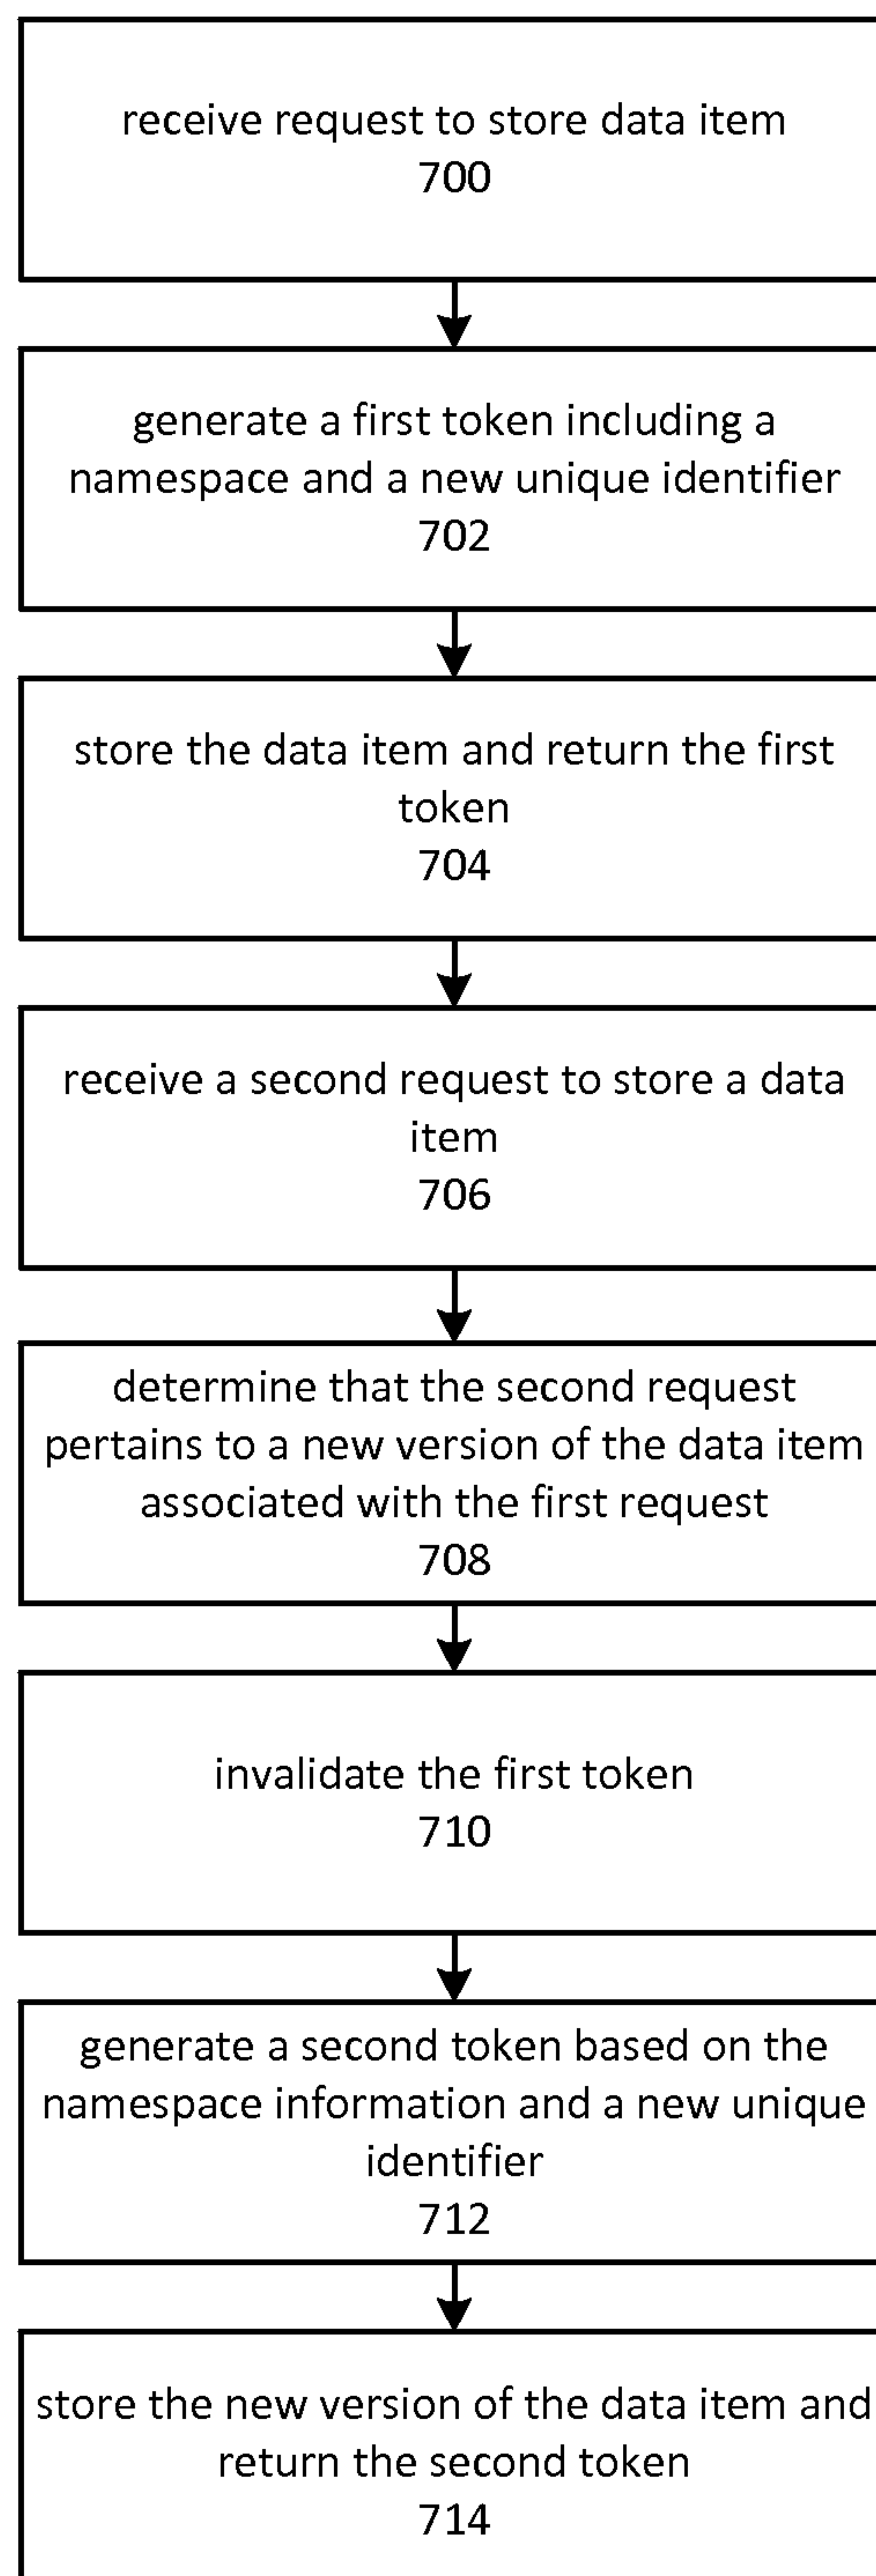 receive request to store data item
700
generate a first token including a
namespace and a new unique identifier
702
store the data item and return the first
token
704
receive a second request to store a data
item
706
determine that the second request
pertains to a new version of the data item
associated with the first request
708
invalidate the first token
710
generate a second token based on the
namespace information and a new unique
identifier
712
store the new version of the data item and
return the second token
714